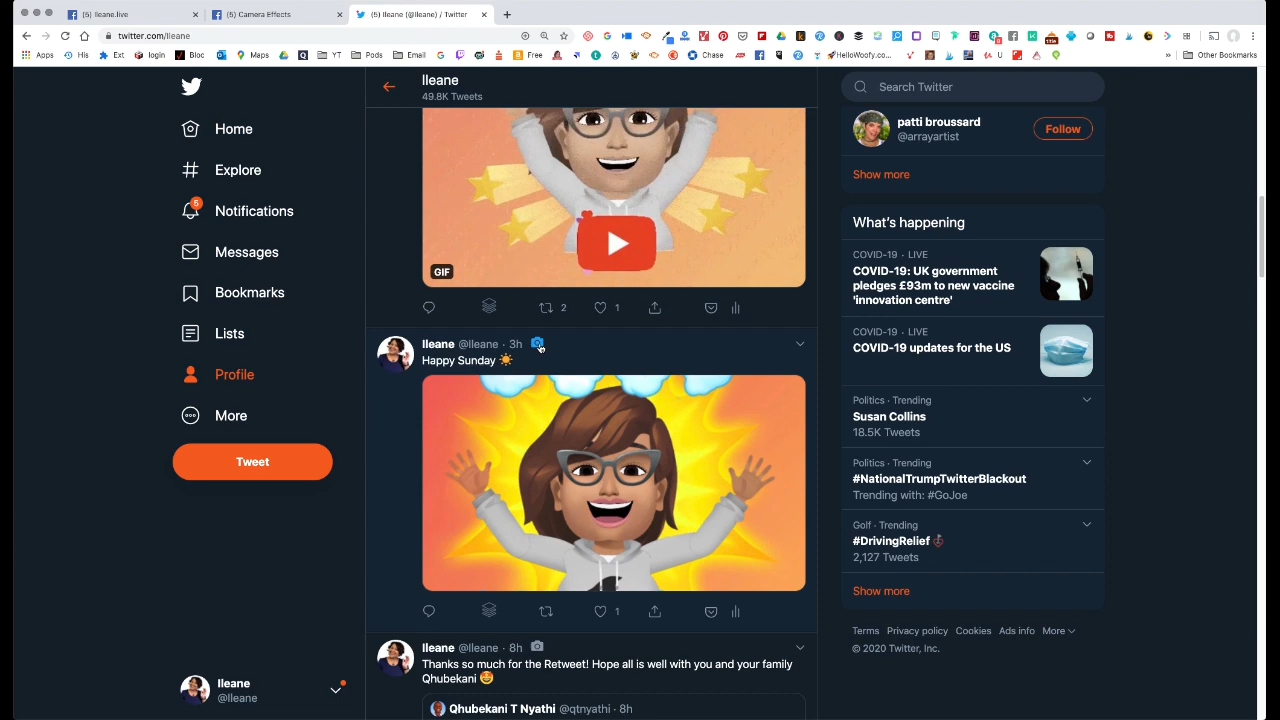 (5) Ileane.live
(5) Camera Effects
(5) Ileane (@Ileane) / Twitter
twitter.com/Ileane
Apps
His
Ext
login
Bloc
Maps
YT
Pods
Email
Free
Chase
HelloWoofy.co...
U
Other Bookmarks
Home
Explore
5
Notifications
Messages
Bookmarks
Lists
Profile
More
Tweet
Ileane
@Ileane
Ileane
49.8K Tweets
GIF
2
1
Ileane @Ileane · 3h
Happy Sunday
1
Ileane @Ileane · 8h
Thanks so much for the Retweet! Hope all is well with you and your family
Qhubekani
Qhubekani T Nyathi @qtnyathi · 8h
Search Twitter
patti broussard
@arrayartist
Follow
Show more
What's happening
COVID-19 · LIVE
COVID-19: UK government
pledges £93m to new vaccine
'innovation centre'
COVID-19 · LIVE
COVID-19 updates for the US
Politics · Trending
Susan Collins
18.5K Tweets
Politics · Trending
#NationalTrumpTwitterBlackout
Trending with: #GoJoe
Golf · Trending
#DrivingRelief
2,127 Tweets
Show more
Terms Privacy policy Cookies Ads info More
© 2020 Twitter, Inc.